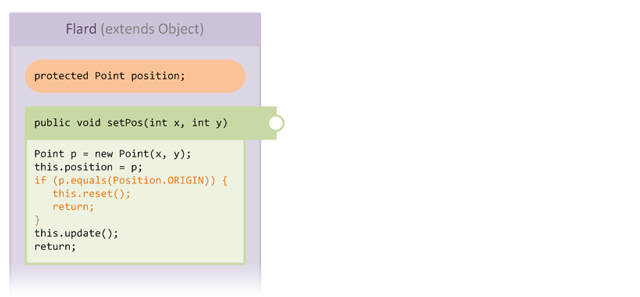 Flard (extends Object)
protected Point position;
public void setPos(int x, int y)
Point p = new Point(x, y);
this.position = p;
if (p.equals(Position.ORIGIN)) {
this.reset();
return;
}
this.update();
return;